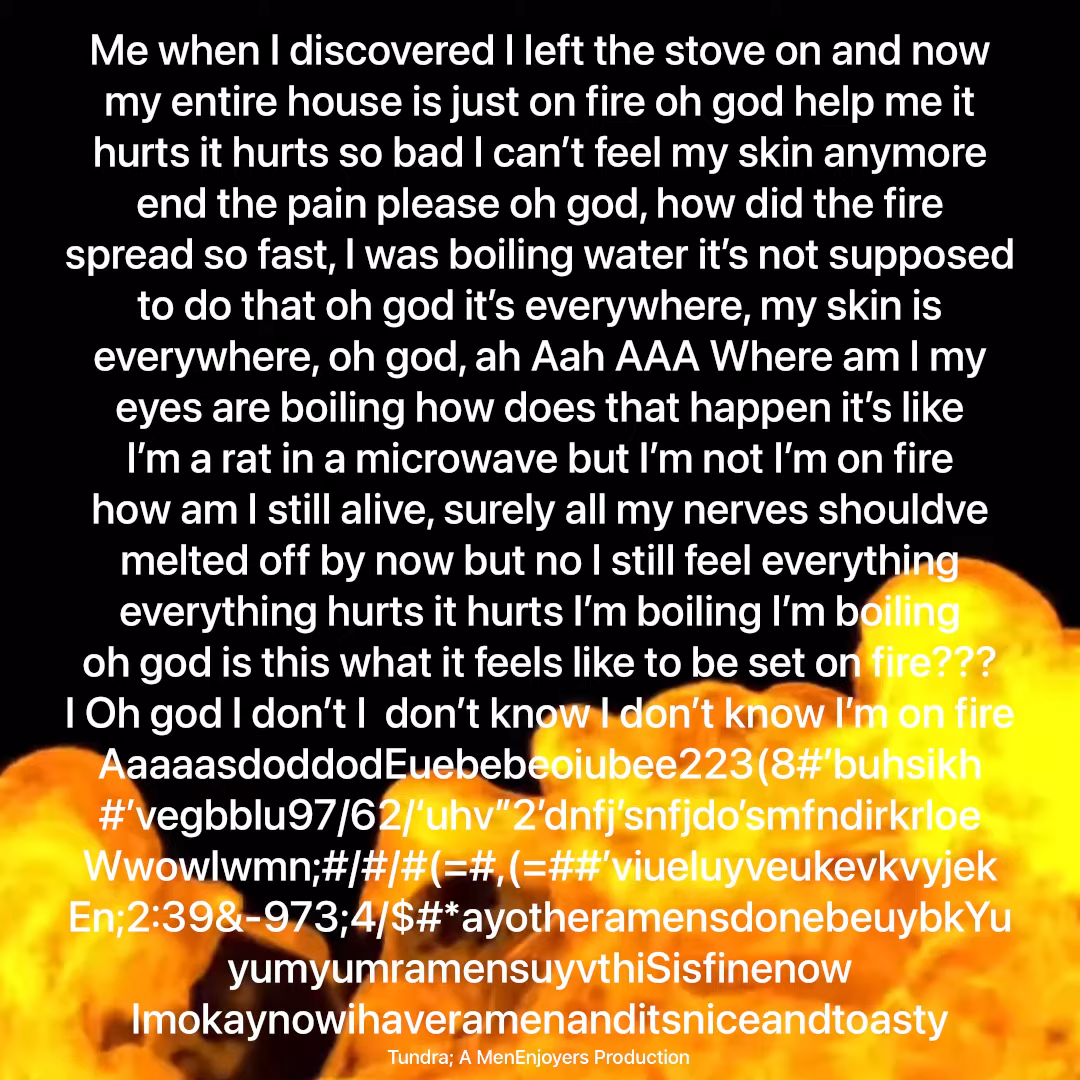 Me when I discovered I left the stove on and now
my entire house is just on fire oh god help me it
hurts it hurts so bad I can’t feel my skin anymore
end the pain please oh god, how did the fire
spread so fast, I was boiling water it’s not supposed
to do that oh god it’s everywhere, my skin is
everywhere, oh god, ah Aah AAA Where am I my
eyes are boiling how does that happen it’s like
I’m a rat in a microwave but I’m not I’m on fire
how am I still alive, surely all my nerves shouldve
melted off by now but no I still feel everything
everything hurts it hurts I’m boiling I’m boiling
oh god is this what it feels like to be set on fire???
I Oh god I don’t I  don’t know I don’t know I’m on fire
AaaaasdoddodEuebebebeoiubee223(8#’buhsikh
#’vegbblu97/62/‘uhv”2’dnfj’snfjdo’smfndirkrloe
Wwowlwmn;#/#/#(=#,(=##’viueluyveukevkvyjek
En;2:39&-973;4/$#*ayotheramensdonebeuybkYu
yumyumramensuyvthiSisfinenow
Imokaynowihaveramenanditsniceandtoasty
Tundra; A MenEnjoyers Production